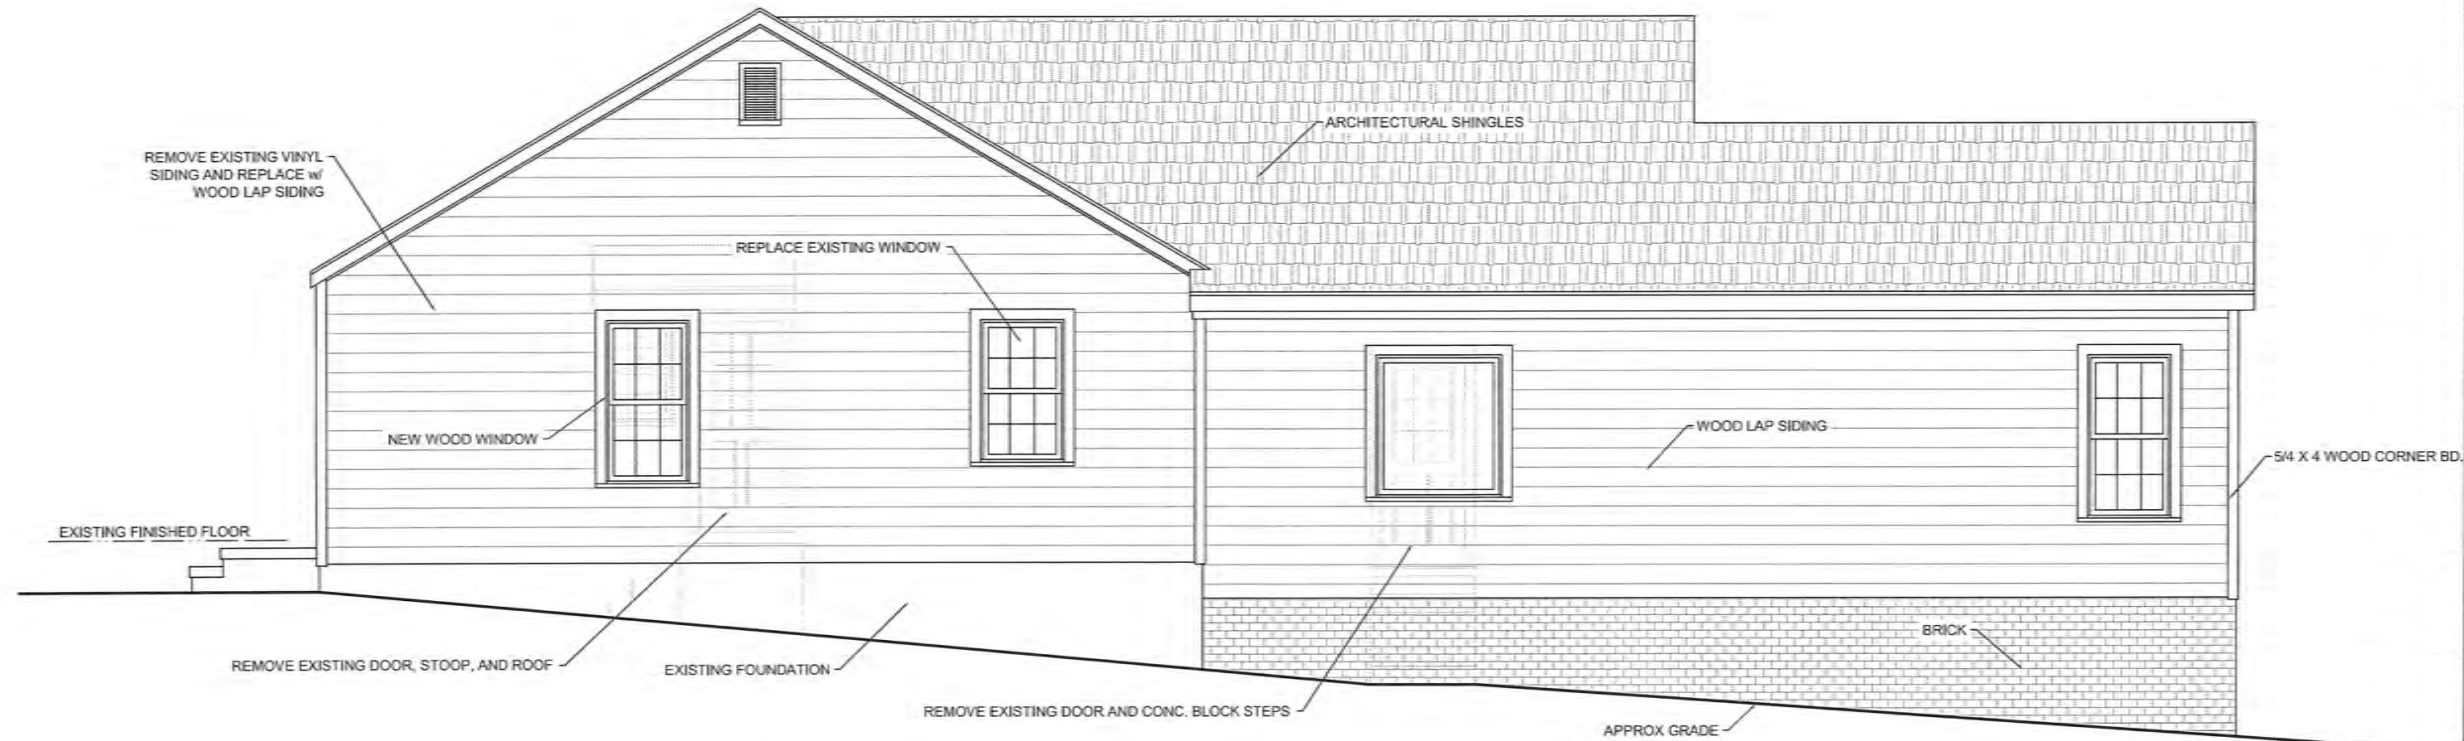 ARCHITECTURAL SHINGLES
REMOVE EXISTING VINYL
SIDING AND REPLACE w/
WOOD LAP SIDING
REPLACE EXISTING WINDOW
NEW WOOD WINDOW
WOOD LAP SIDING
5/4 X 4 WOOD CORNER BD.
EXISTING FINISHED FLOOR
BRICK
REMOVE EXISTING DOOR, STOOP, AND ROOF
EXISTING FOUNDATION
REMOVE EXISTING DOOR AND CONC. BLOCK STEPS
APPROX GRADE